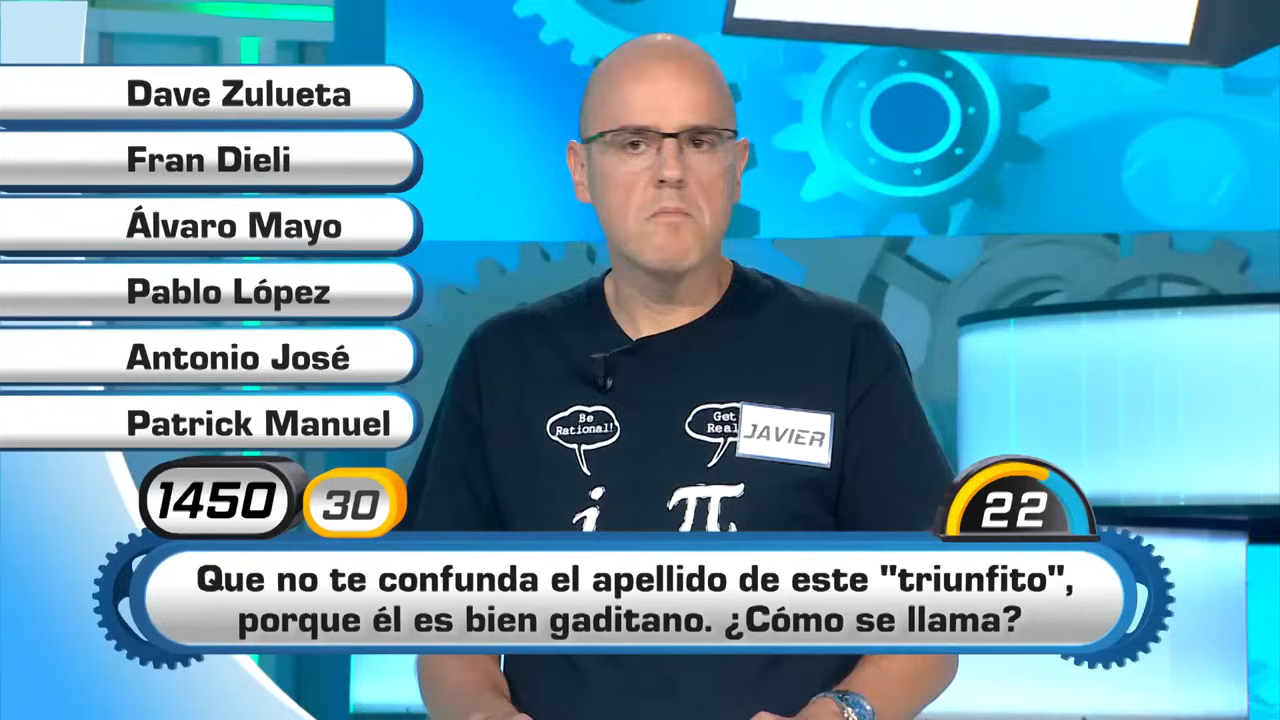 Dave Zulueta
Fran Dieli
Álvaro Mayo
Pablo López
Antonio José
Patrick Manuel
Be
Rational!
Get
Real
JAVIER
i
π
1450
30
22
Que no te confunda el apellido de este "triunfito",
porque él es bien gaditano. ¿Cómo se llama?